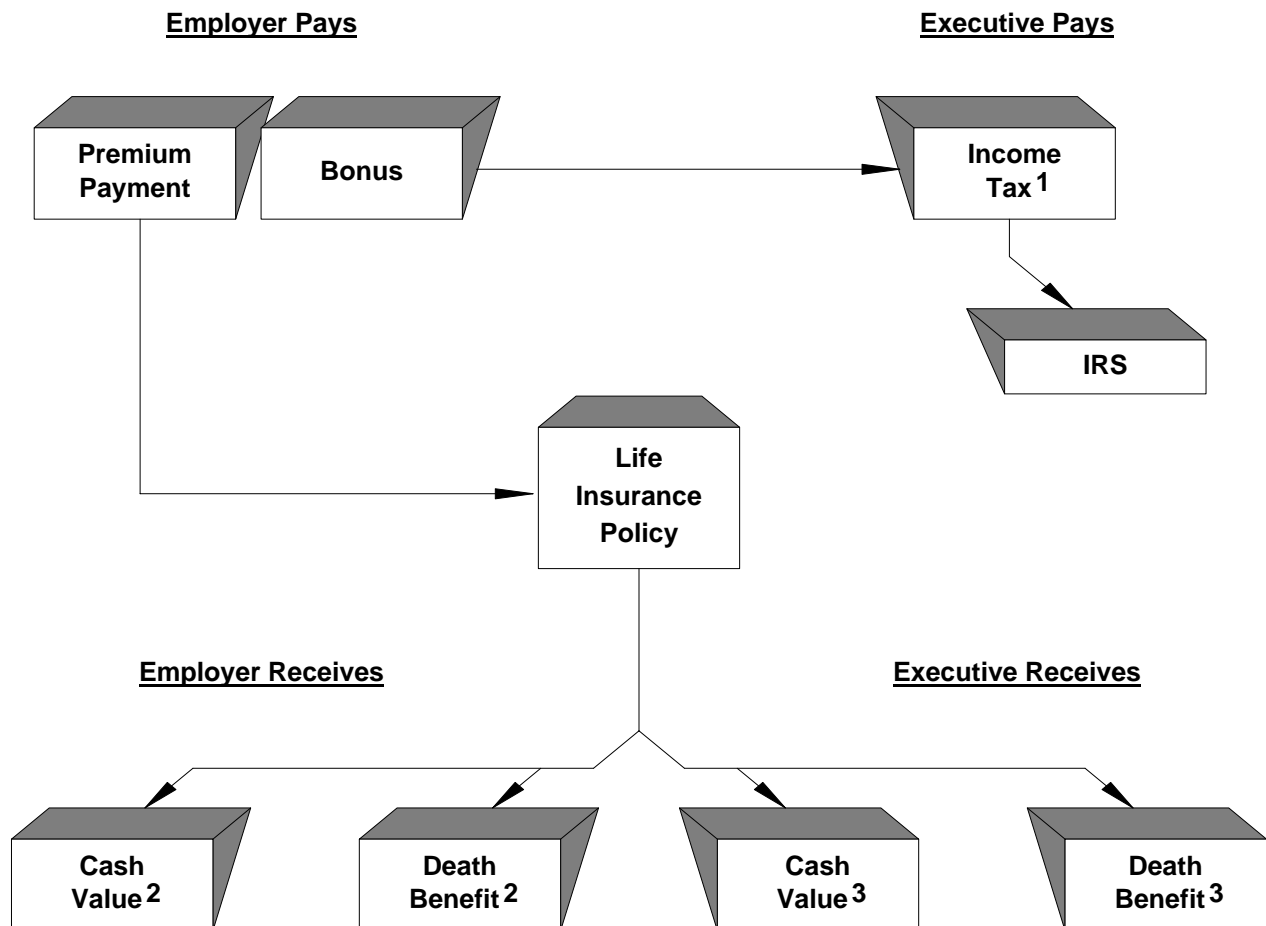 Employer Pays
Executive Pays
Premium
Payment
Bonus
Income
Tax 1
IRS
Life
Insurance
Policy
Employer Receives
Executive Receives
Cash
Value 2
Death
Benefit 2
Cash
Value 3
Death
Benefit 3